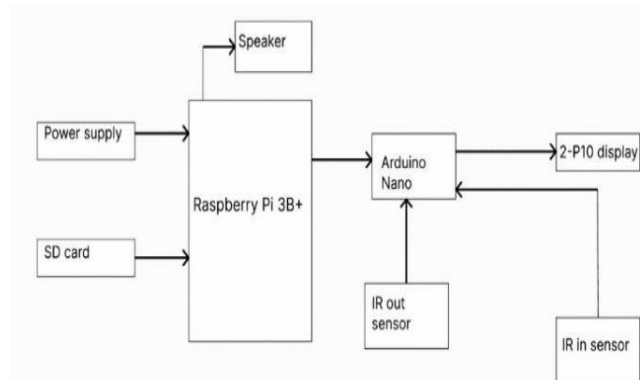 Speaker
Power supply
Raspberry Pi 3B+
SD card
Arduino
Nano
2-P10 display
IR out
sensor
IR in sensor